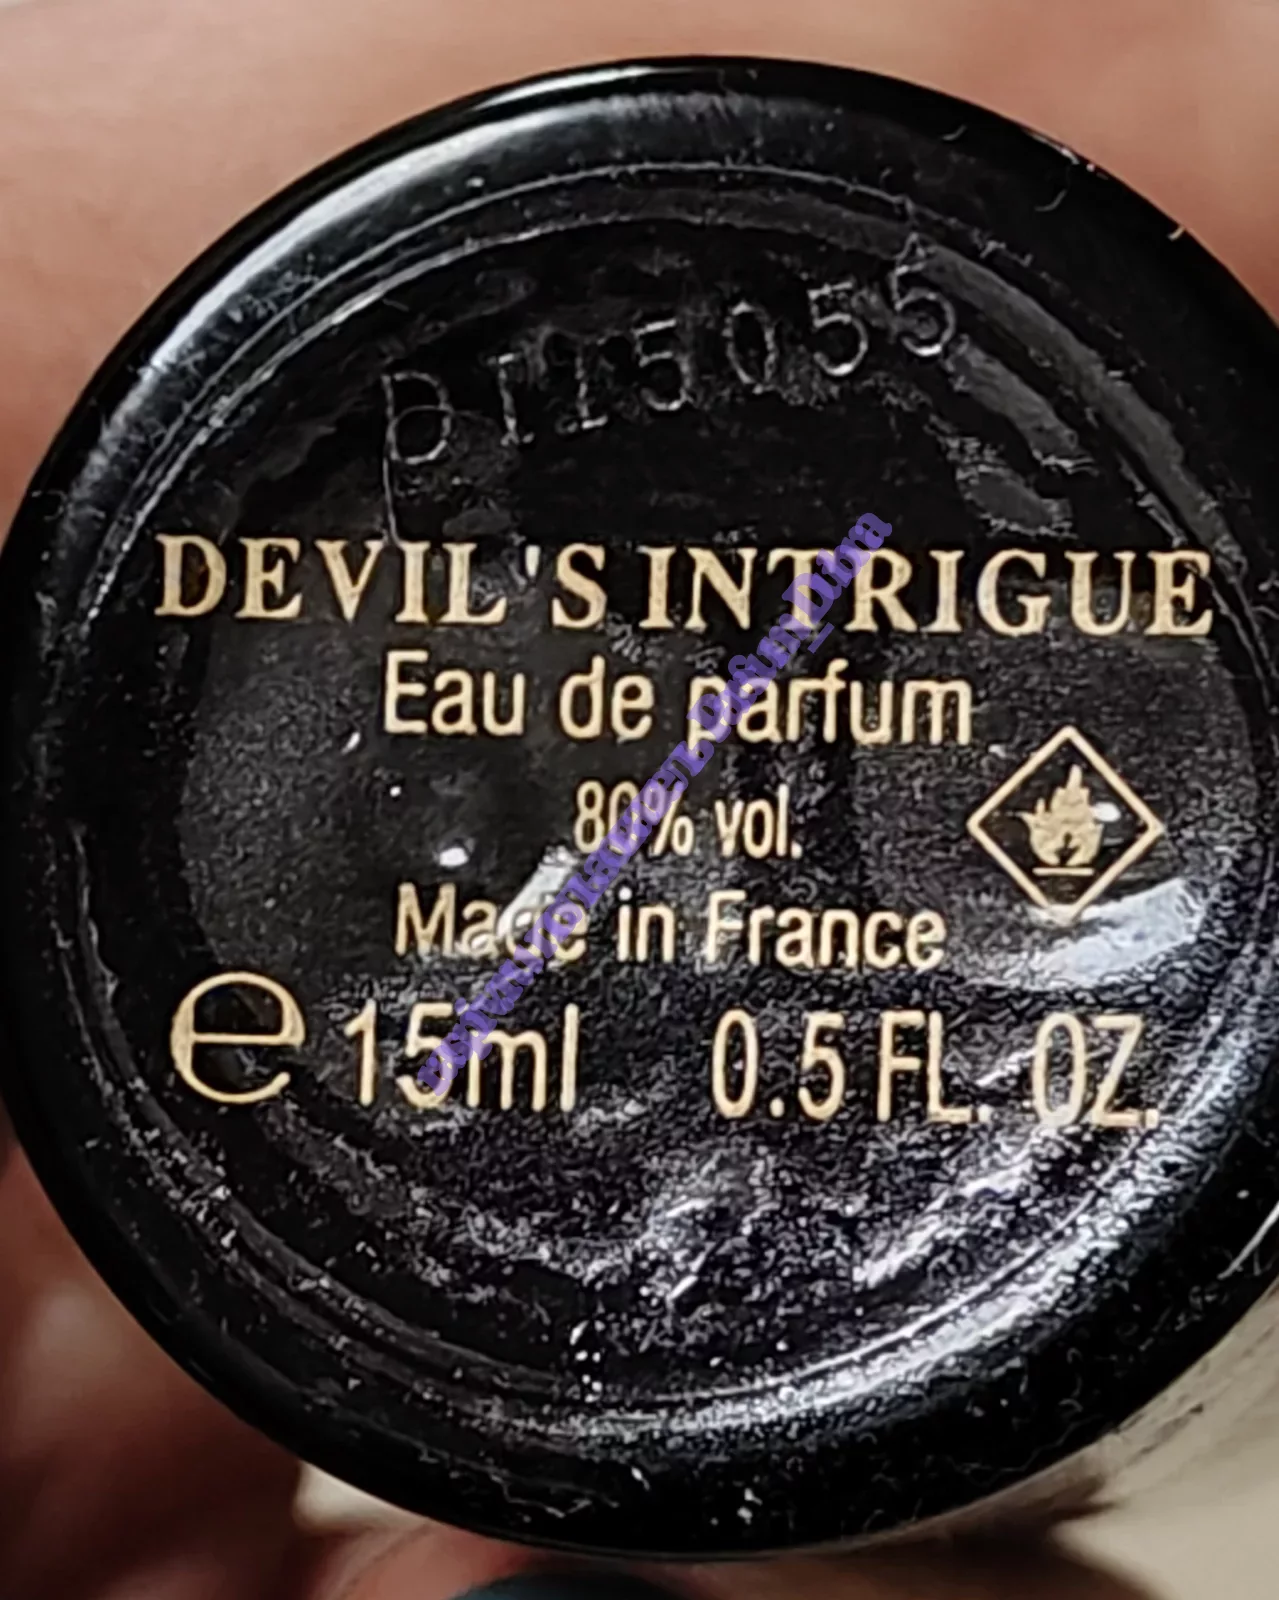 DEVIL'S INTRIGUE
Eau de parfum
80% vol.
Made in France
e 15ml 0.5 FL. OZ.